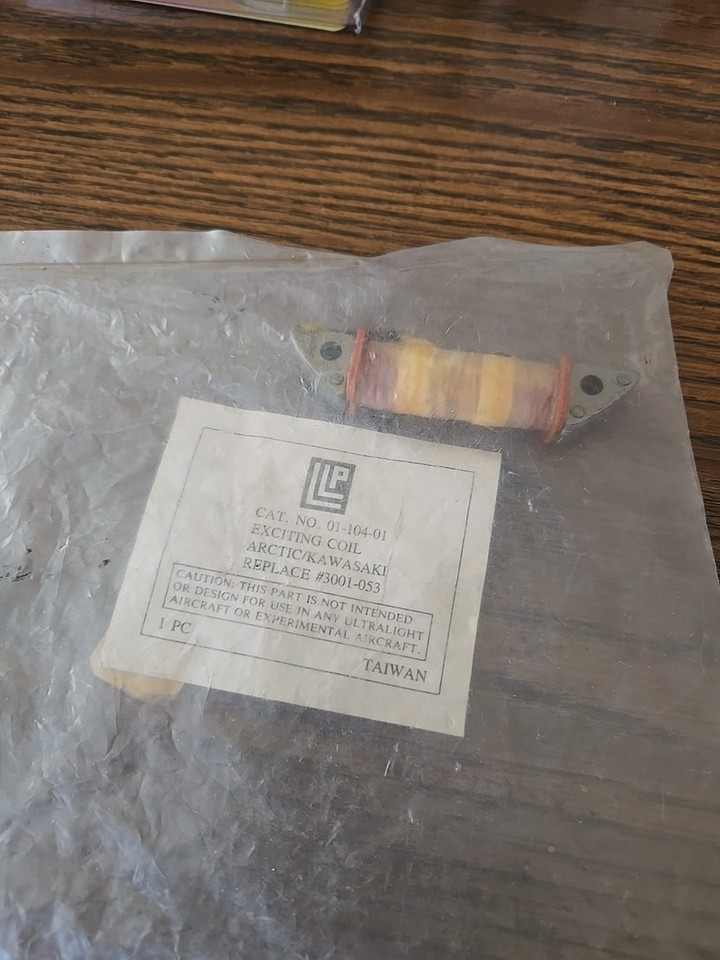 LLP
CAT. NO. 01-104-01
EXCITING COIL
ARCTIC/KAWASAKI
REPLACE #3001-053
CAUTION: THIS PART IS NOT INTENDED
OR DESIGN FOR USE IN ANY ULTRALIGHT
AIRCRAFT OR EXPERIMENTAL AIRCRAFT.
1 PC
TAIWAN